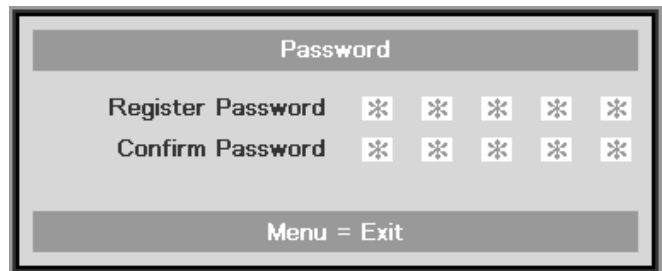 Password
Register Password * * * * *
Confirm Password * * * * *
Menu = Exit